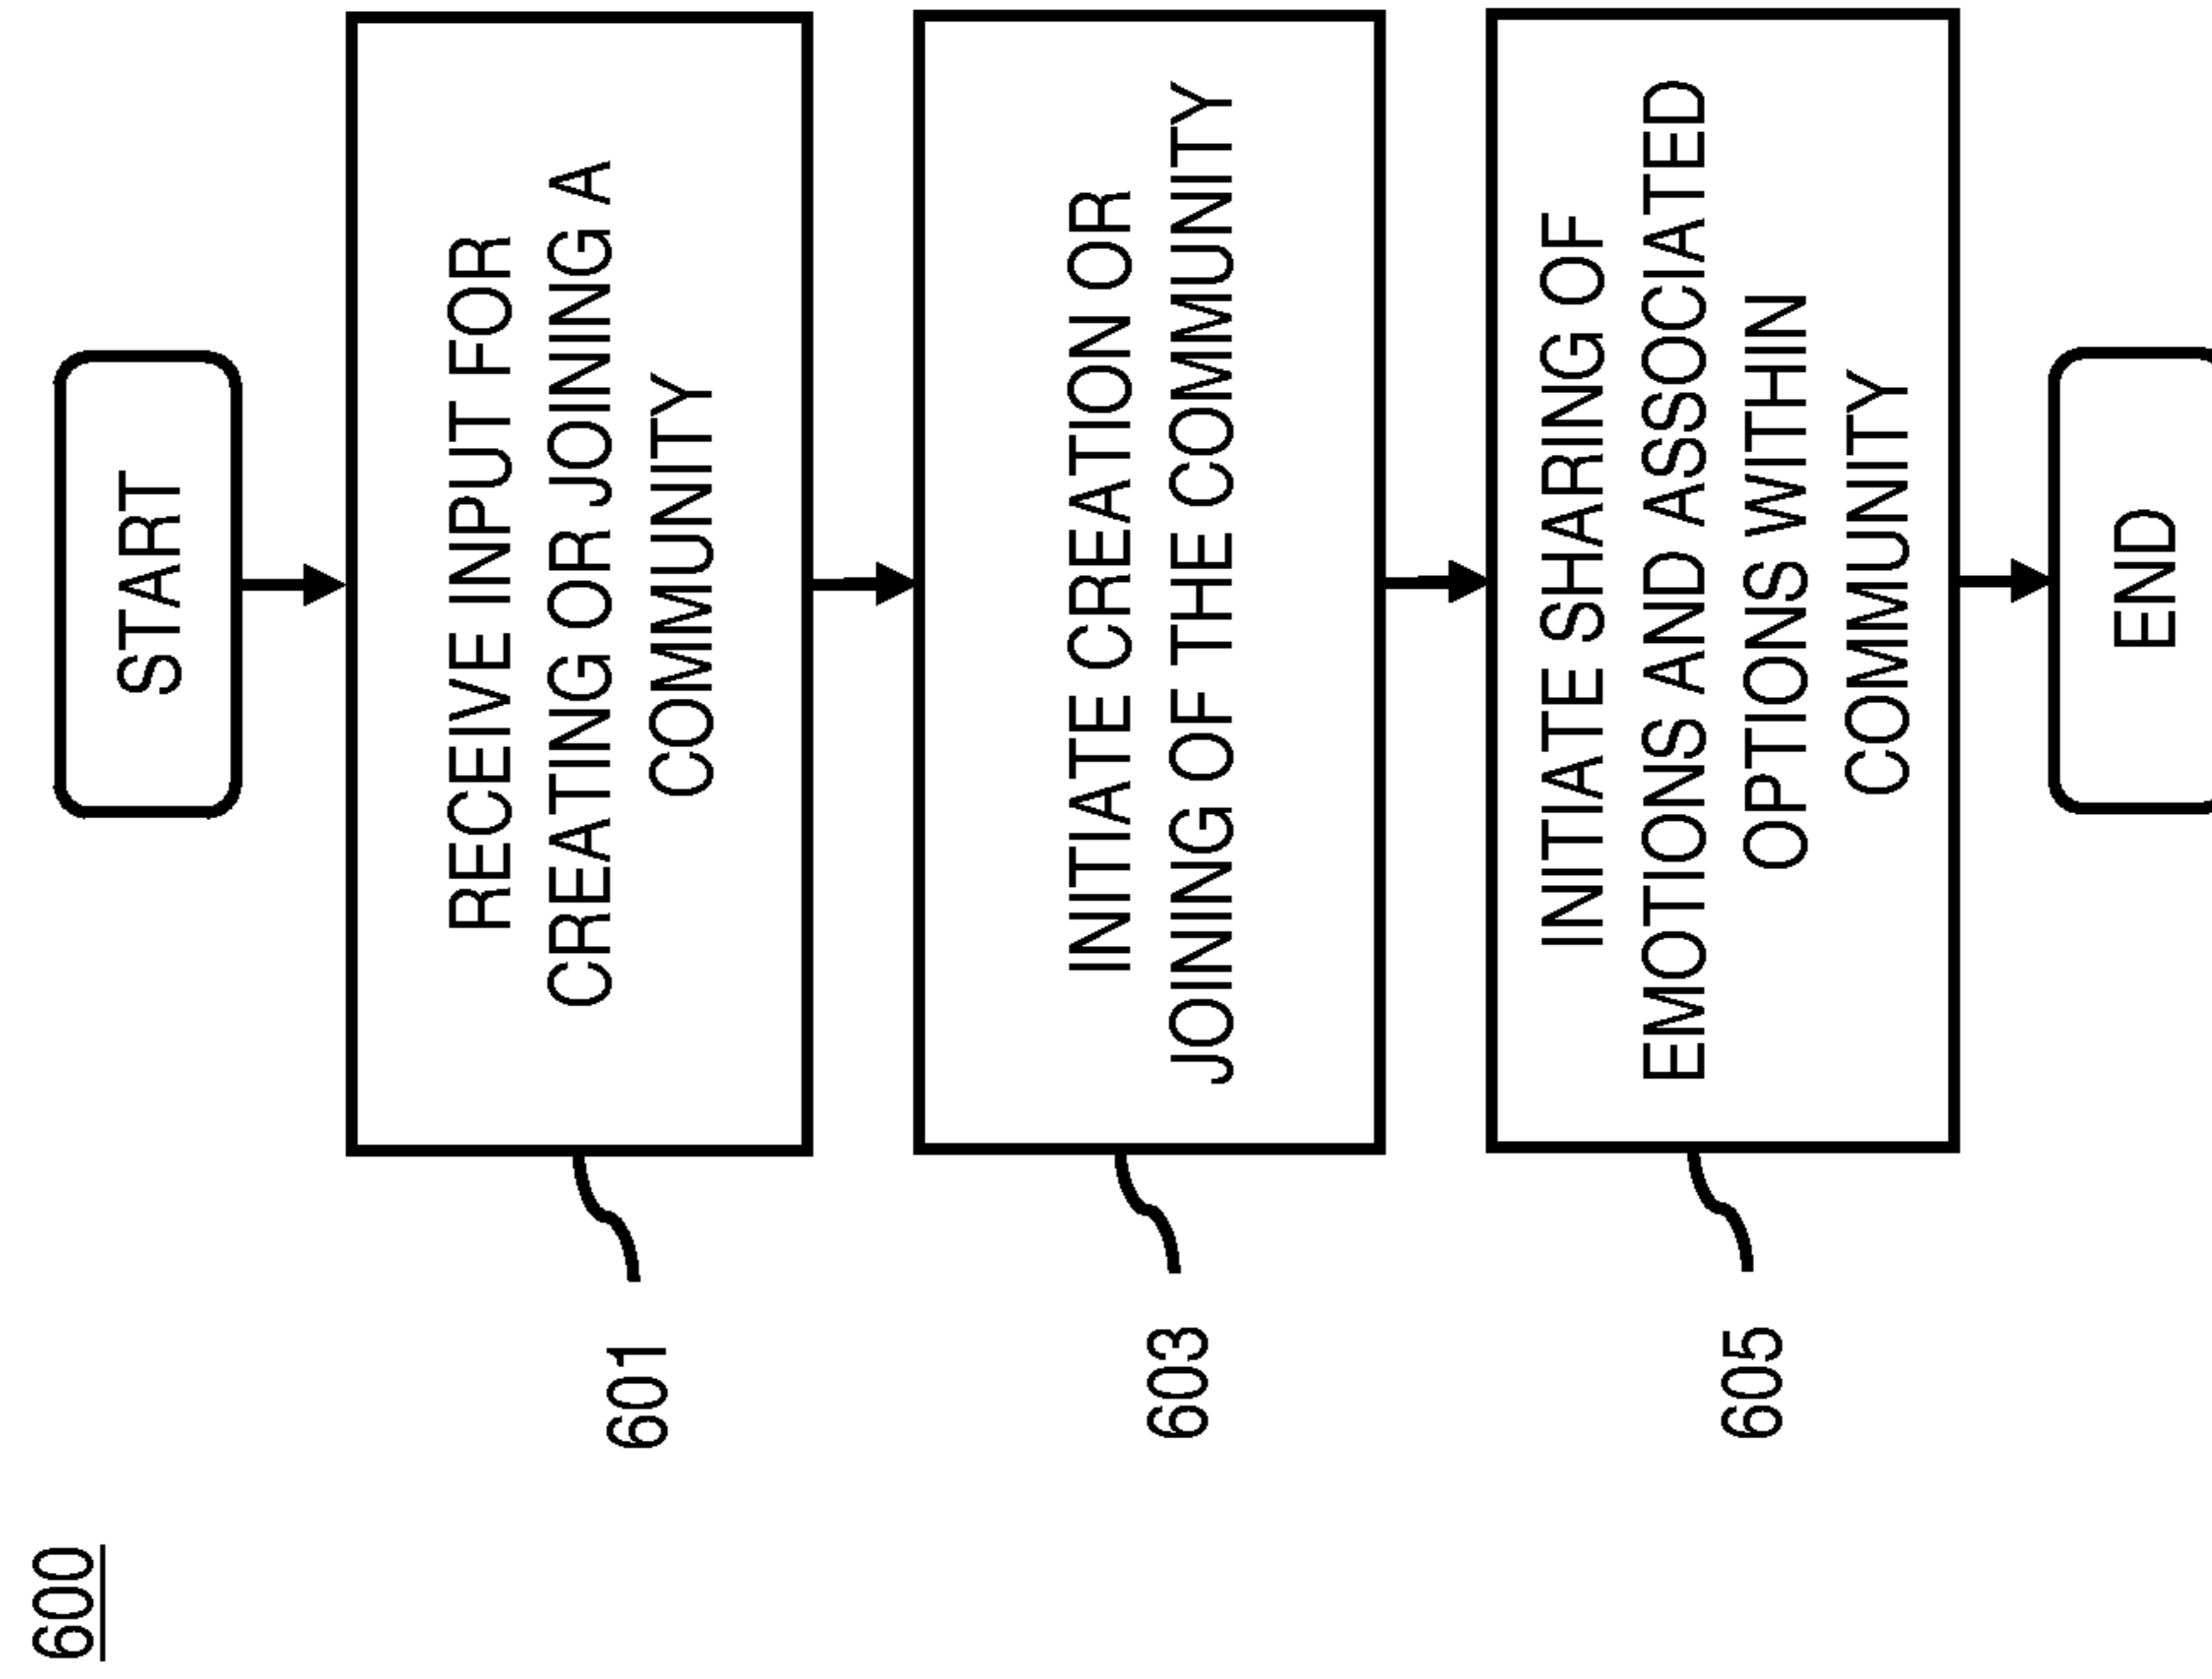 600
START
RECEIVE INPUT FOR
CREATING OR JOINING A
COMMUNITY
601
INITIATE CREATION OR
JOINING OF THE COMMUNITY
603
INITIATE SHARING OF
EMOTIONS AND ASSOCIATED
OPTIONS WITHIN
COMMUNITY
605
END